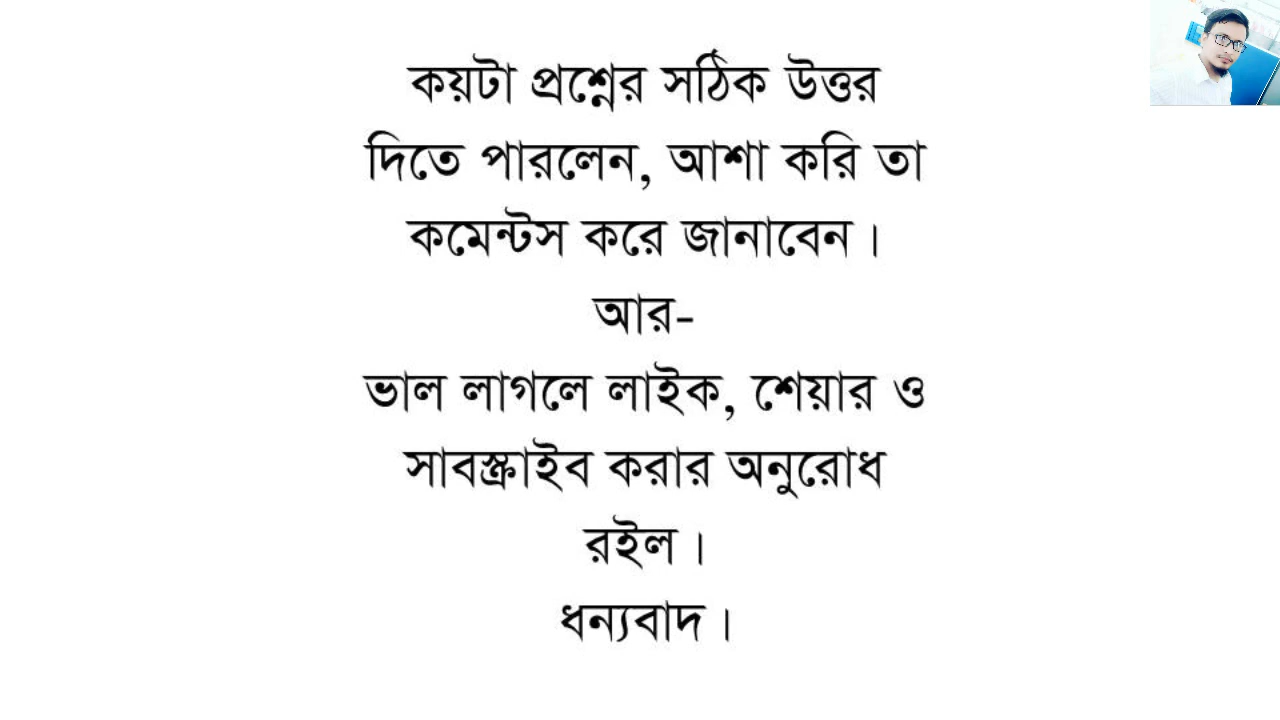 কয়টা প্রশ্নের সঠিক উত্তর
দিতে পারলেন, আশা করি তা
কমেন্টস করে জানাবেন।
আর-
ভাল লাগলে লাইক, শেয়ার ও
সাবস্ক্রাইব করার অনুরোধ
রইল।
ধন্যবাদ।